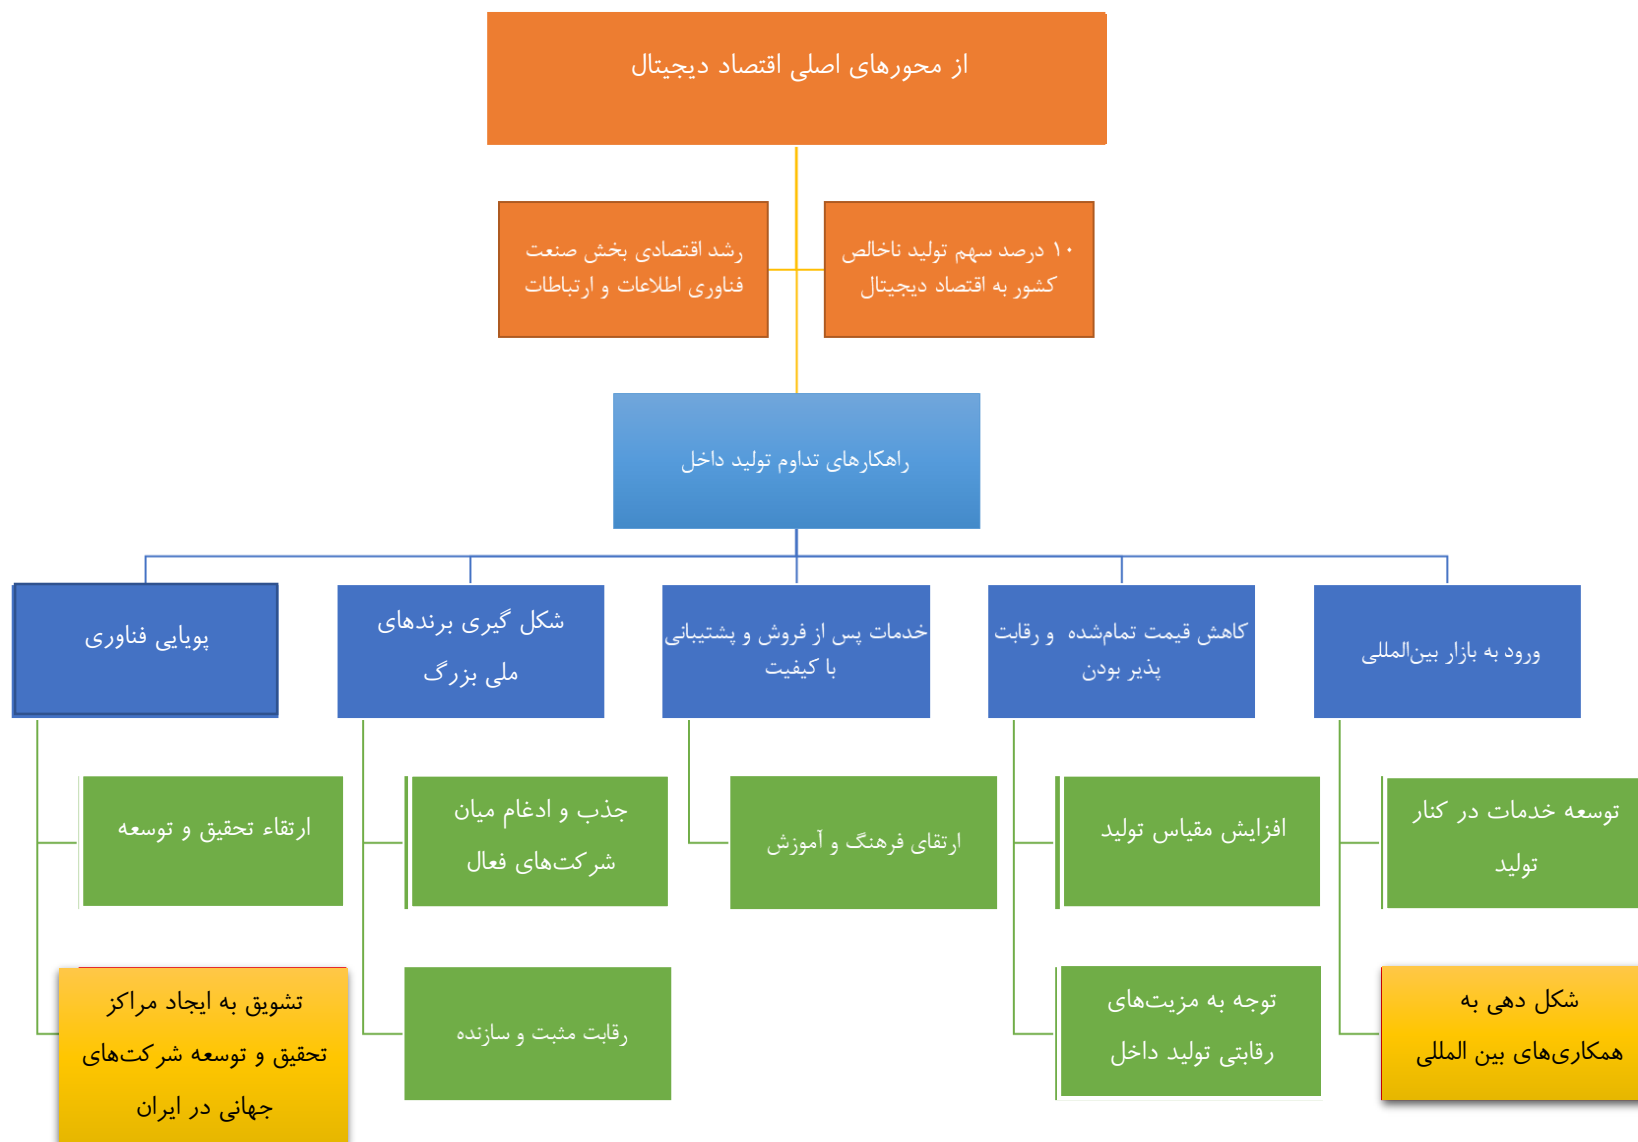 از محورهای اصلی اقتصاد دیجیتال
۱۰ درصد سهم تولید ناخالص
کشور به اقتصاد دیجیتال
رشد اقتصادی بخش صنعت
فناوری اطلاعات و ارتباطات
راهکارهای تداوم تولید داخل
ورود به بازار بین‌المللی
کاهش قیمت تمام‌شده و رقابت
پذیر بودن
خدمات پس از فروش و پشتیبانی
با کیفیت
شکل گیری برندهای
ملی بزرگ
پویایی فناوری
توسعه خدمات در کنار
تولید
افزایش مقیاس تولید
ارتقای فرهنگ و آموزش
جذب و ادغام میان
شرکت‌های فعال
ارتقاء تحقیق و توسعه
شکل دهی به
همکاری‌های بین المللی
توجه به مزیت‌های
رقابتی تولید داخل
رقابت مثبت و سازنده
تشویق به ایجاد مراکز
تحقیق و توسعه شرکت‌های
جهانی در ایران